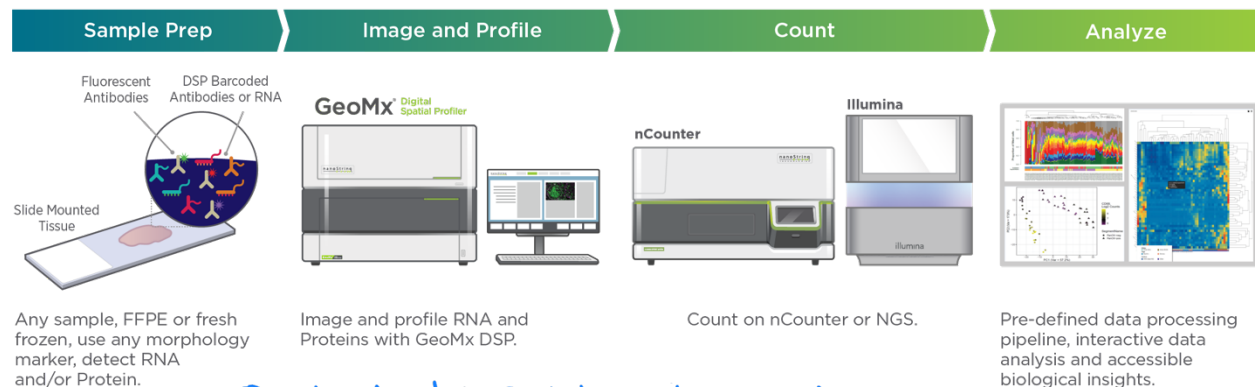 Sample Prep
Image and Profile
Count
Analyze
Fluorescent
Antibodies
DSP Barcoded
Antibodies or RNA
Slide Mounted
Tissue
GeoMx® Digital
Spatial Profiler
nanoString
nanoString
nCounter
nanoString
Illumina
illumina
Any sample, FFPE or fresh
frozen, use any morphology
marker, detect RNA
and/or Protein.
Image and profile RNA and
Proteins with GeoMx DSP.
Count on nCounter or NGS.
Pre-defined data processing
pipeline, interactive data
analysis and accessible
biological insights.